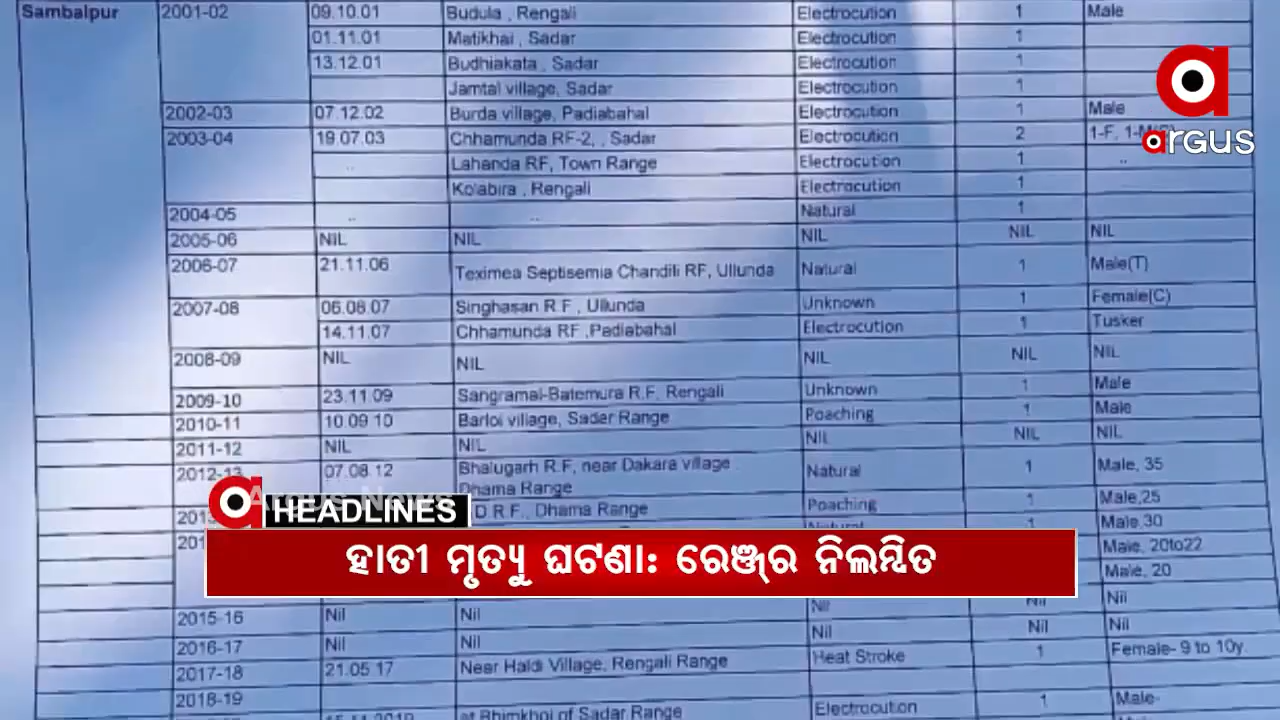 Sambalpur 2001-02 09.10.01 Budula , Rengali Electrocution 1 Male
01.11.01 Matikhai , Sadar Electrocution 1
13.12.01 Budhiakata , Sadar Electrocution 1
Jamtal village, Sadar Electrocution 1
2002-03 07.12.02 Burda village, Padiabahal Electrocution 1 Male
2003-04 19.07.03 Chhamunda RF-2, , Sadar Electrocution 2 1-F,
.. Lahanda RF, Town Range Electrocution 1 ..
Kolabira , Rengali Electrocution 1
2004-05 .. .. Natural 1
2005-06 NIL NIL NIL NIL NIL
2006-07 21.11.06 Teximea Septisemia Chandili RF, Ullunda Natural 1 Male(T)
2007-08 06.08.07 Singhasan R.F , Ullunda Unknown 1 Female(C)
14.11.07 Chhamunda RF ,Padiabahal Electrocution 1 Tusker
2008-09 NIL NIL NIL NIL NIL
2009-10 23.11.09 Sangramal-Batemura R.F, Rengali Unknown 1 Male
2010-11 10.09.10 Barloi village, Sadar Range Poaching 1 Male
2011-12 NIL NIL NIL NIL NIL
2012-13 07.08.12 Bhalugarh R.F, near Dakara village Natural 1 Male, 35
Dhama Range
D R.F., Dhama Range Poaching 1 Male,25
Natural 1 Male,30
Male, 20to22
Male, 20
2015-16 Nil Nil Nil Nil Nil
2016-17 Nil Nil Nil Nil Nil
2017-18 21.05.17 Near Haldi Village, Rengali Range Heat Stroke 1 Female- 9 to 10y.
2018-19
15.11.2019 at Bhimkhoj of Sadar Range Electrocution 1 Male-
argus
Argus News
HEADLINES
ହାତୀ ମୃତ୍ୟୁ ଘଟଣା: ରେଞ୍ଜର ନିଲମ୍ବିତ